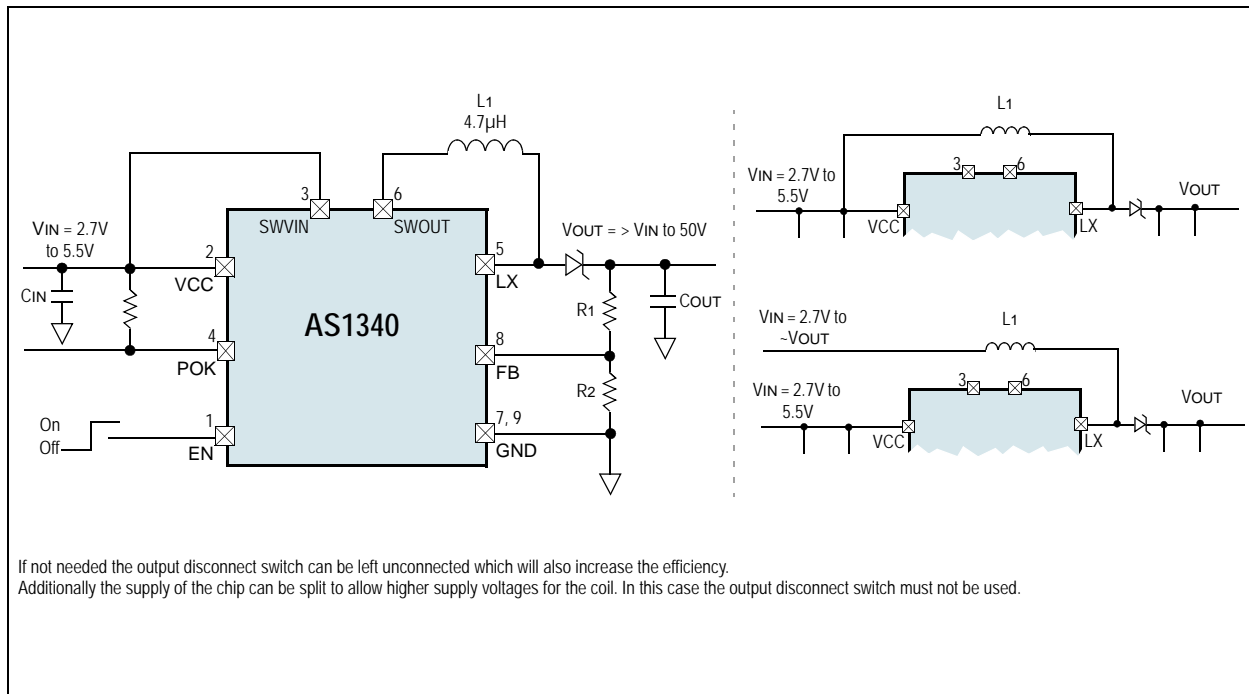 L1
4.7µH
3
6
SWVIN
SWOUT
VIN = 2.7V
to 5.5V
2
VCC
CIN
5
LX
VOUT = > VIN to 50V
R1
COUT
AS1340
4
POK
8
FB
R2
On
Off
1
EN
7, 9
GND
L1
3
6
VIN = 2.7V to
5.5V
VCC
LX
VOUT
VIN = 2.7V to
~VOUT
L1
3
6
VIN = 2.7V to
5.5V
VCC
LX
VOUT
If not needed the output disconnect switch can be left unconnected which will also increase the efficiency.
Additionally the supply of the chip can be split to allow higher supply voltages for the coil. In this case the output disconnect switch must not be used.